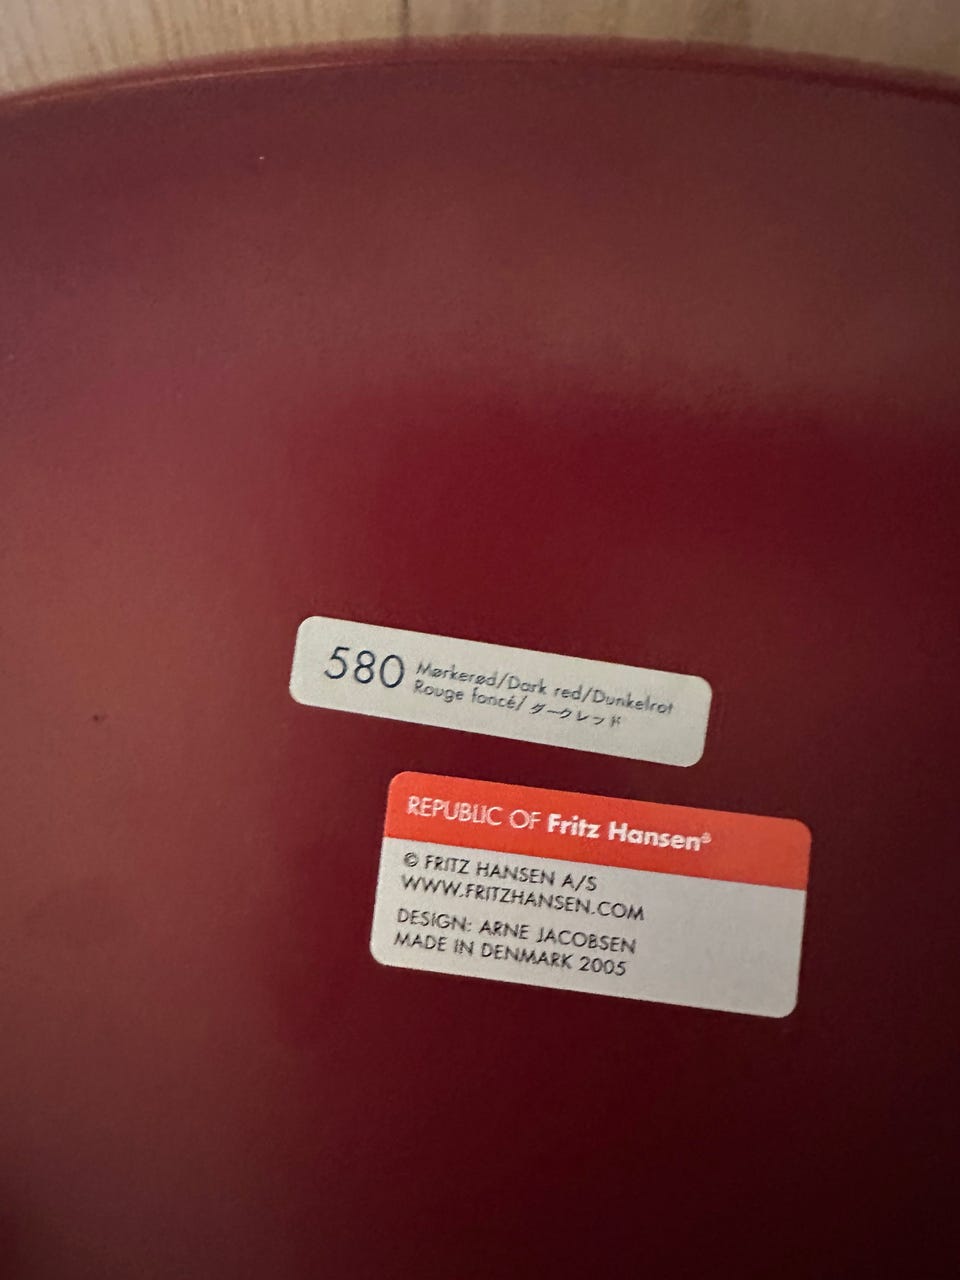 580 Mørkerød/Dark red/Dunkelrot
Rouge foncé/ダークレッド
REPUBLIC OF Fritz Hansen®
© FRITZ HANSEN A/S
WWW.FRITZHANSEN.COM
DESIGN: ARNE JACOBSEN
MADE IN DENMARK 2005